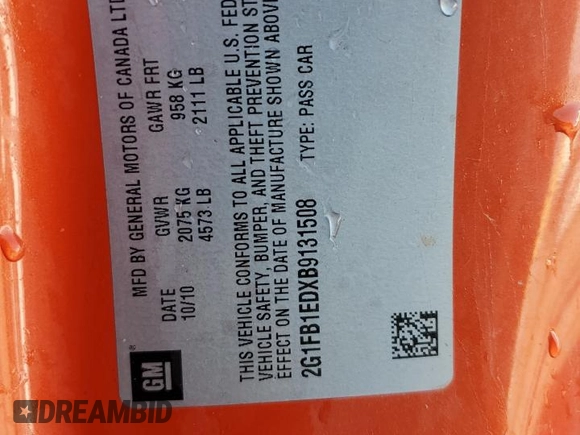 MFD BY GENERAL MOTORS OF CANADA LTD
DATE GVWR GAWR FRT
10/10 2075 KG 958 KG
4573 LB 2111 LB
THIS VEHICLE CONFORMS TO ALL APPLICABLE U.S. FED
VEHICLE SAFETY, BUMPER, AND THEFT PREVENTION ST
EFFECT ON THE DATE OF MANUFACTURE SHOWN ABOVE
2G1FB1EDXB9131508 TYPE: PASS CAR
GM
®
DREAMBID